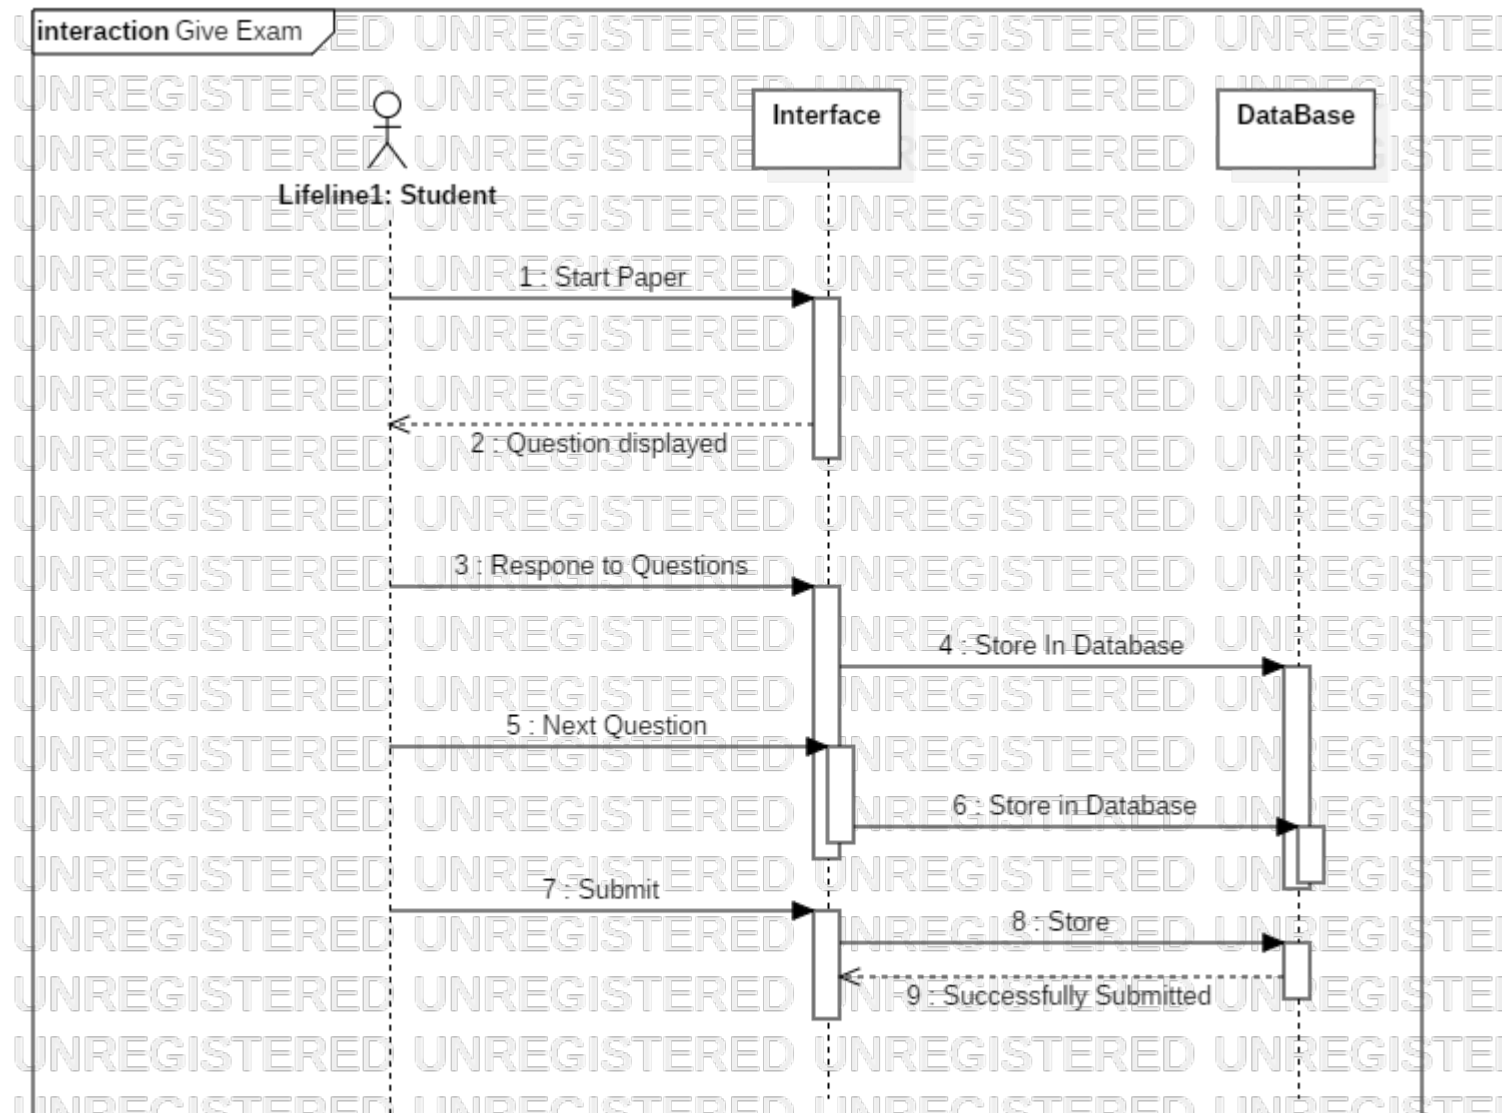 interaction Give Exam
UNREGISTERED
Interface
DataBase
Lifeline1: Student
1 : Start Paper
2 : Question displayed
3 : Respone to Questions
4 : Store In Database
5 : Next Question
6 : Store in Database
7 : Submit
8 : Store
9 : Successfully Submitted